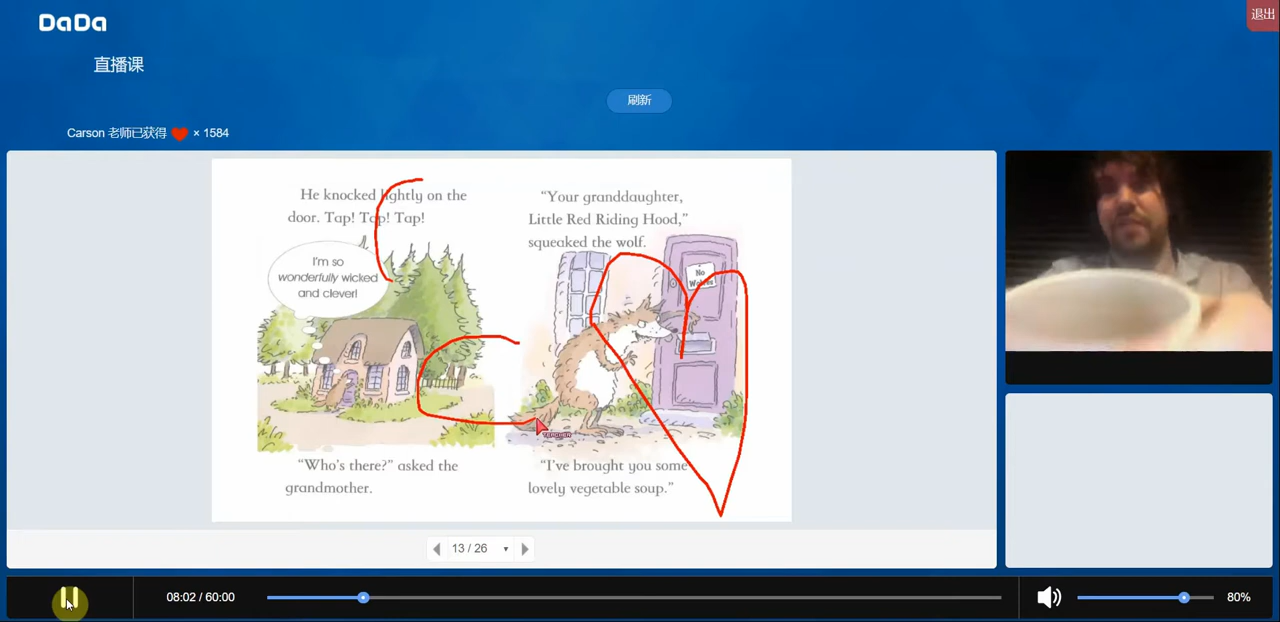 DaDa
退出
直播课
刷新
Carson 老师已获得 × 1584
He knocked lightly on the
door. Tap! Tap! Tap!
I'm so
wonderfully wicked
and clever!
"Who's there?" asked the
grandmother.
"Your granddaughter,
Little Red Riding Hood,"
squeaked the wolf.
No
Wolves
TEACHER
"I've brought you some
lovely vegetable soup."
13 / 26
08:02 / 60:00
80%